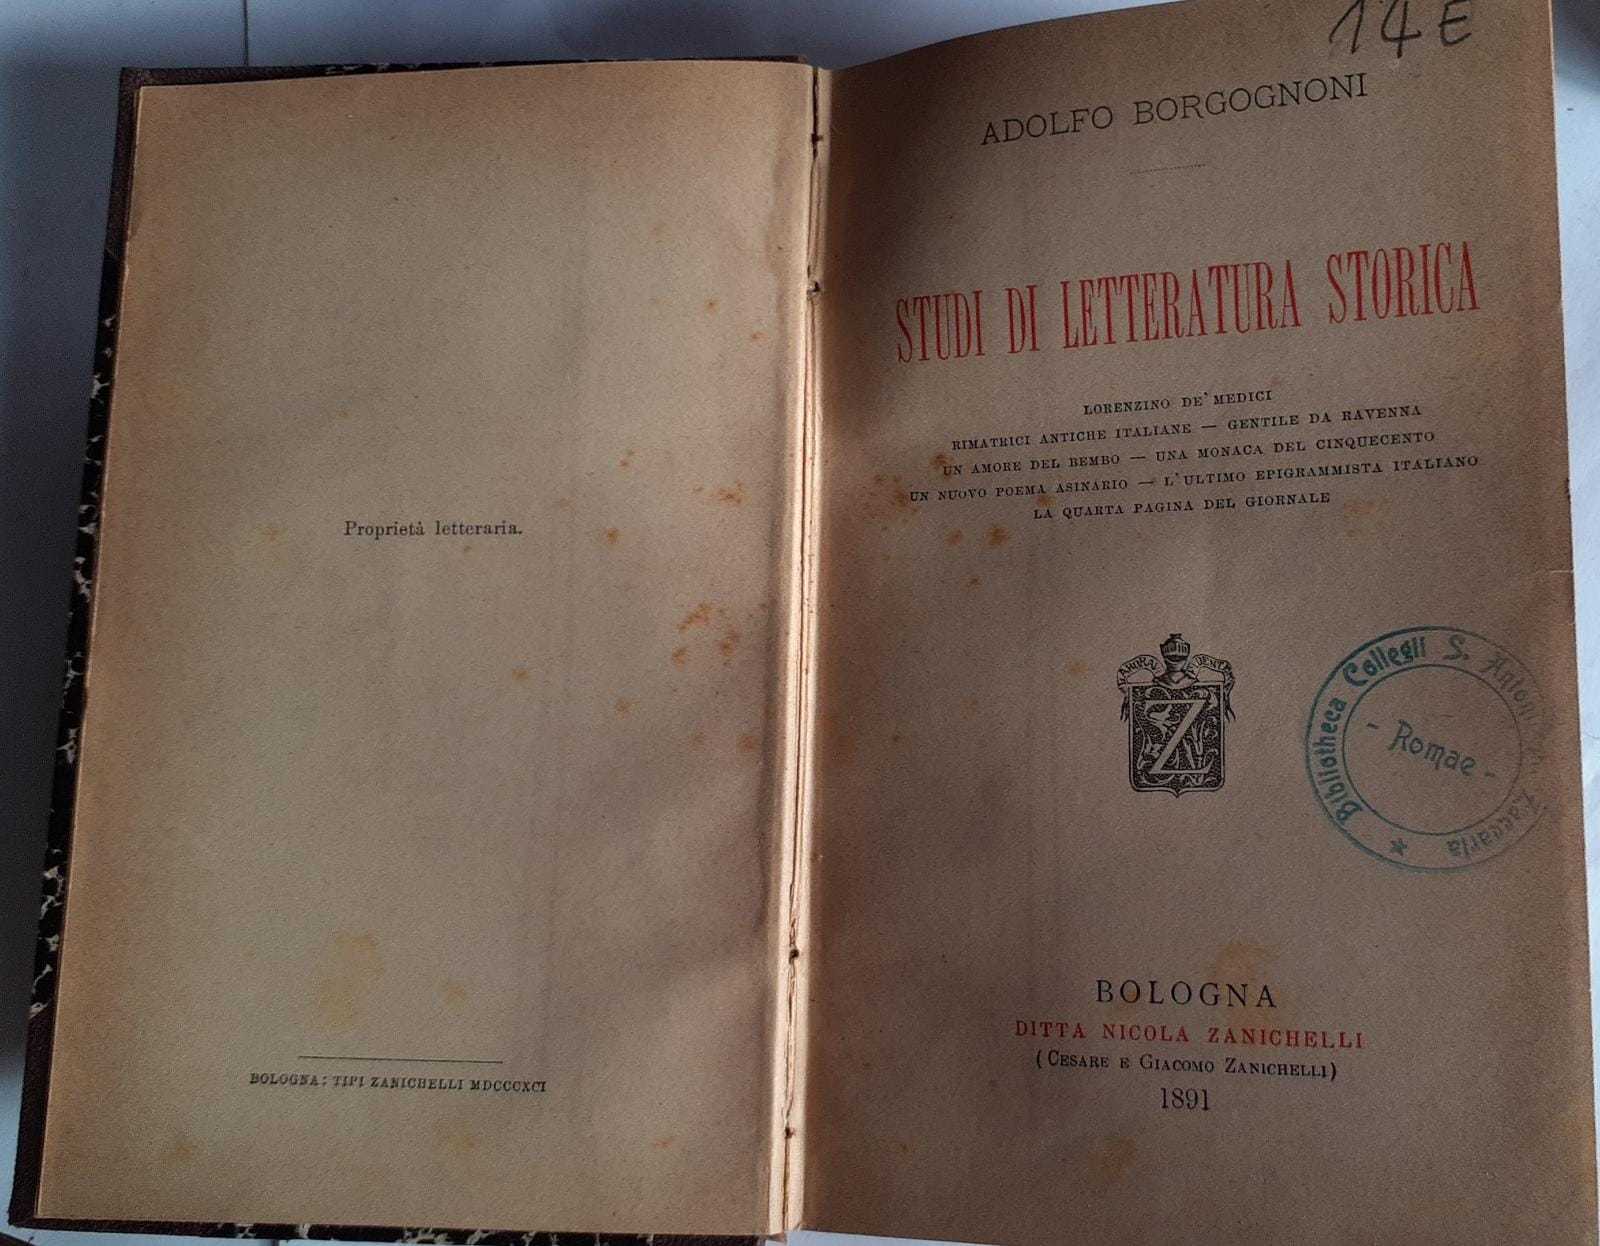 Proprietà letteraria.
BOLOGNA: TIPI ZANICHELLI MDCCCXCI
14 E
ADOLFO BORGOGNONI
STUDI DI LETTERATURA STORICA
LORENZINO DE' MEDICI
RIMATRICI ANTICHE ITALIANE — GENTILE DA RAVENNA
UN AMORE DEL BEMBO — UNA MONACA DEL CINQUECENTO
UN NUOVO POEMA ASINARIO — L'ULTIMO EPIGRAMMISTA ITALIANO
LA QUARTA PAGINA DEL GIORNALE
Z
Bibliotheca Collegii S. Zaccaria
- Romae -
BOLOGNA
DITTA NICOLA ZANICHELLI
(CESARE E GIACOMO ZANICHELLI)
1891